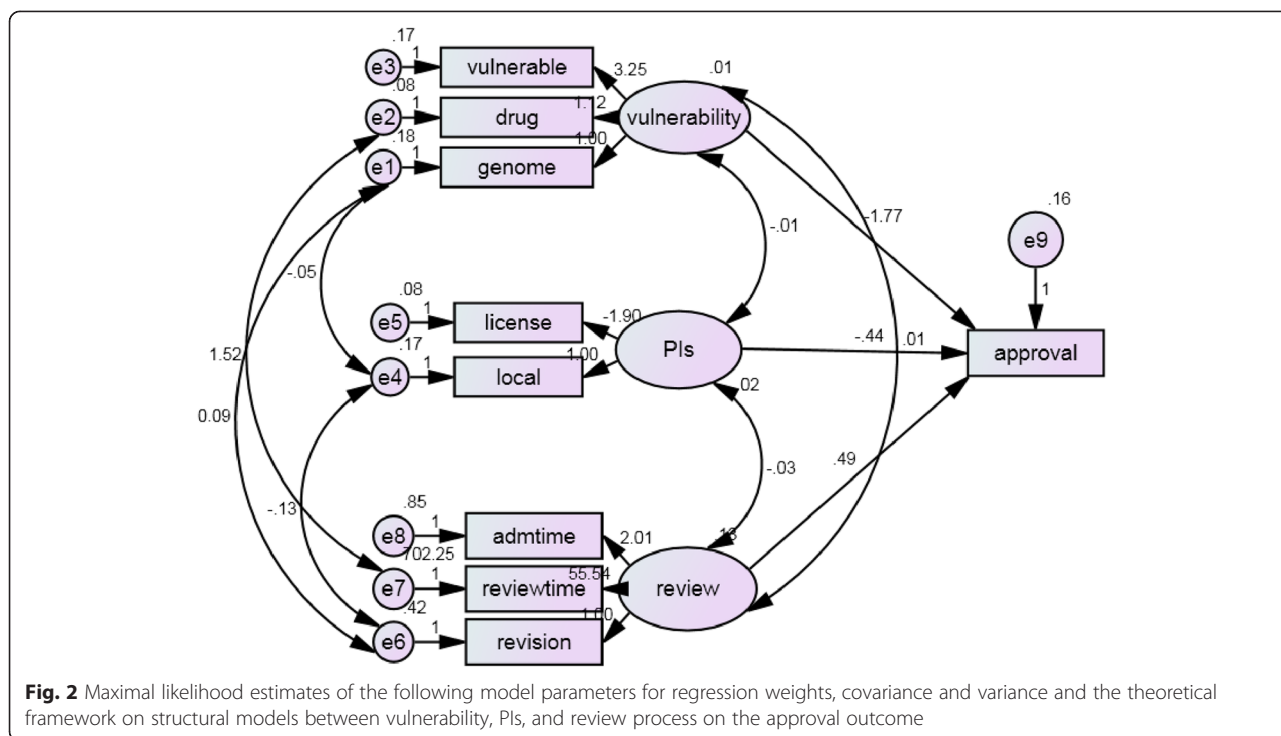 .17
1
e3
vulnerable
3.25
.01
.08
1
e2
drug
1.12
vulnerability
.18
1
e1
genome
1.00
-1.77
-.01
.16
e9
1
-.05
.08
1
e5
license
-1.90
PIs
.17
1
e4
local
1.00
-.44
.01
approval
.02
1.52
0.09
-.03
.49
-.13
.85
1
e8
admtime
2.01
.13
702.25
1
e7
reviewtime
55.54
review
.42
1
e6
revision
1.00
Fig. 2 Maximal likelihood estimates of the following model parameters for regression weights, covariance and variance and the theoretical
framework on structural models between vulnerability, PIs, and review process on the approval outcome